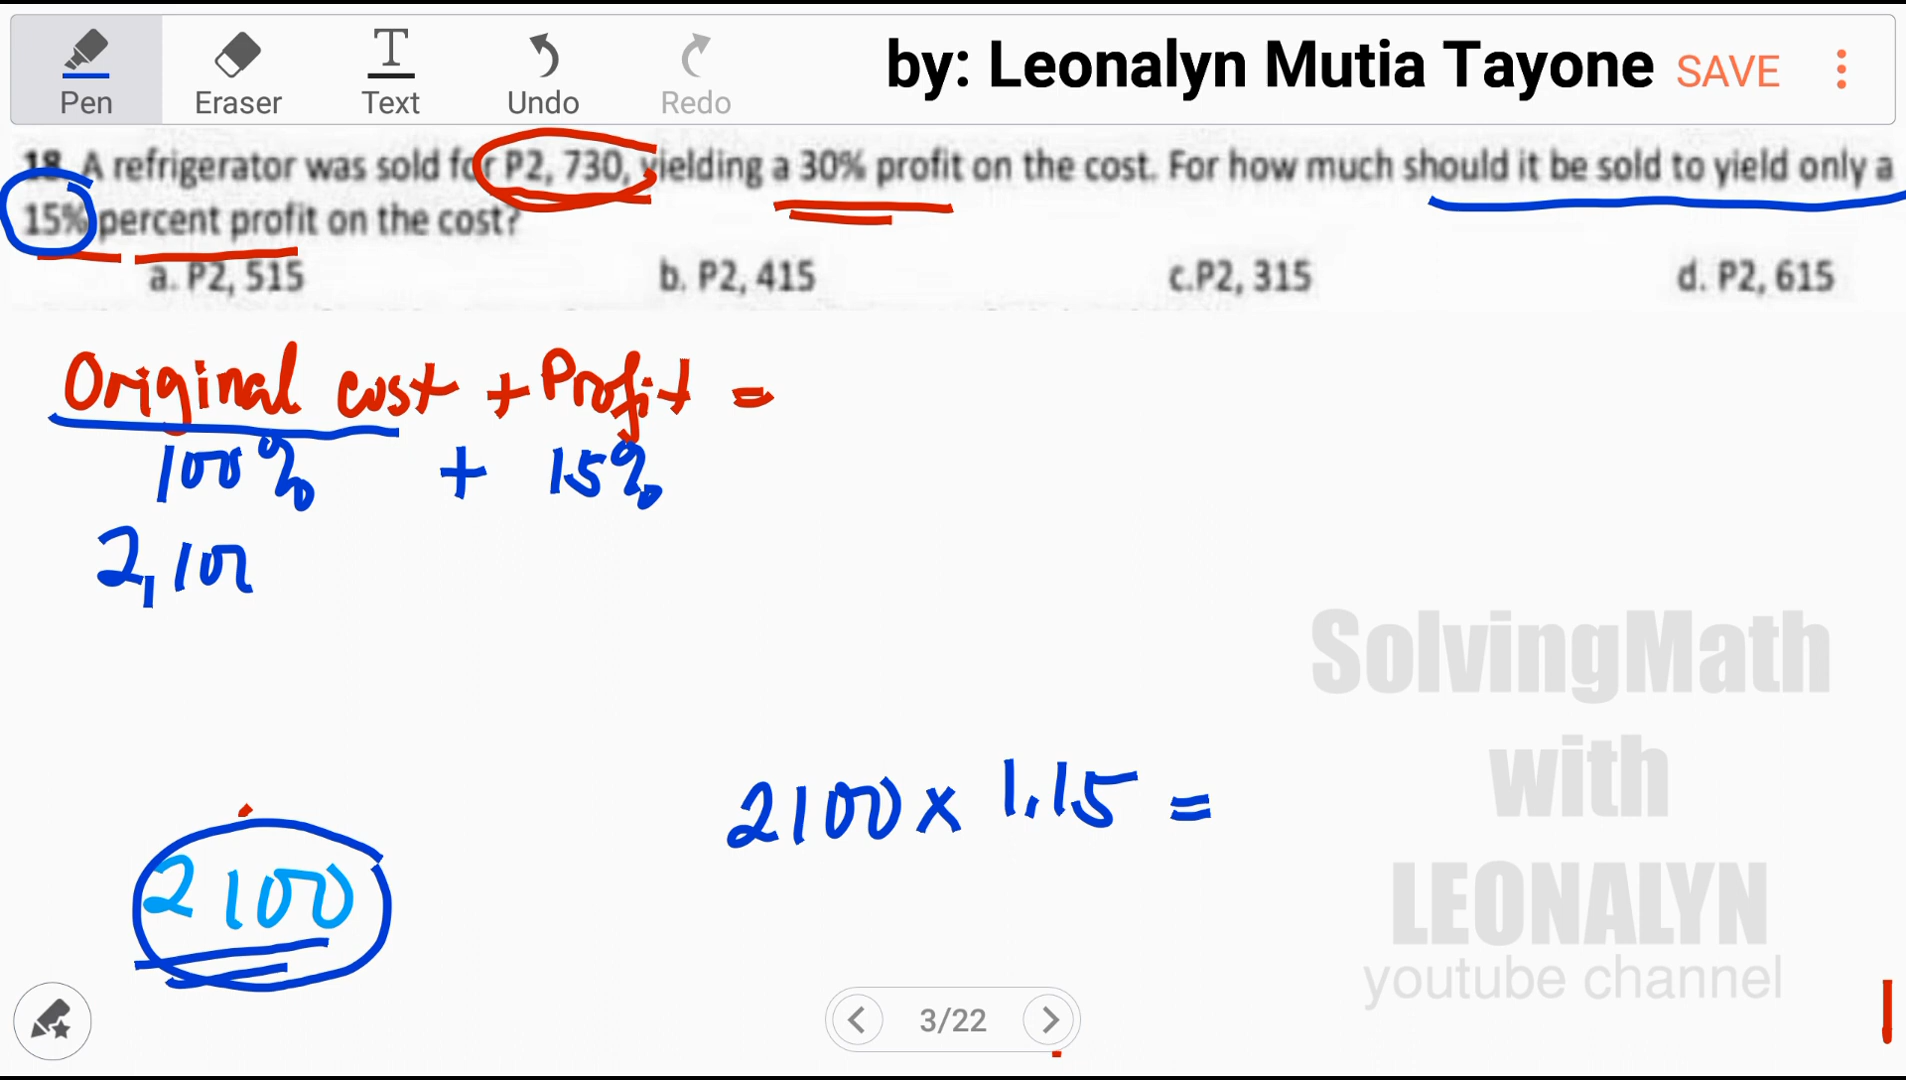 by: Leonalyn Mutia Tayone SAVE
Pen Eraser Text Undo Redo
18. A refrigerator was sold for P2, 730, yielding a 30% profit on the cost. For how much should it be sold to yield only a
15% percent profit on the cost?
a. P2, 515 b. P2, 415 c.P2, 315 d. P2, 615
Original cost + Profit =
100% + 15%
2,100
SolvingMath
with
2100 x 1.15 =
2100
LEONALYN
youtube channel
3/22